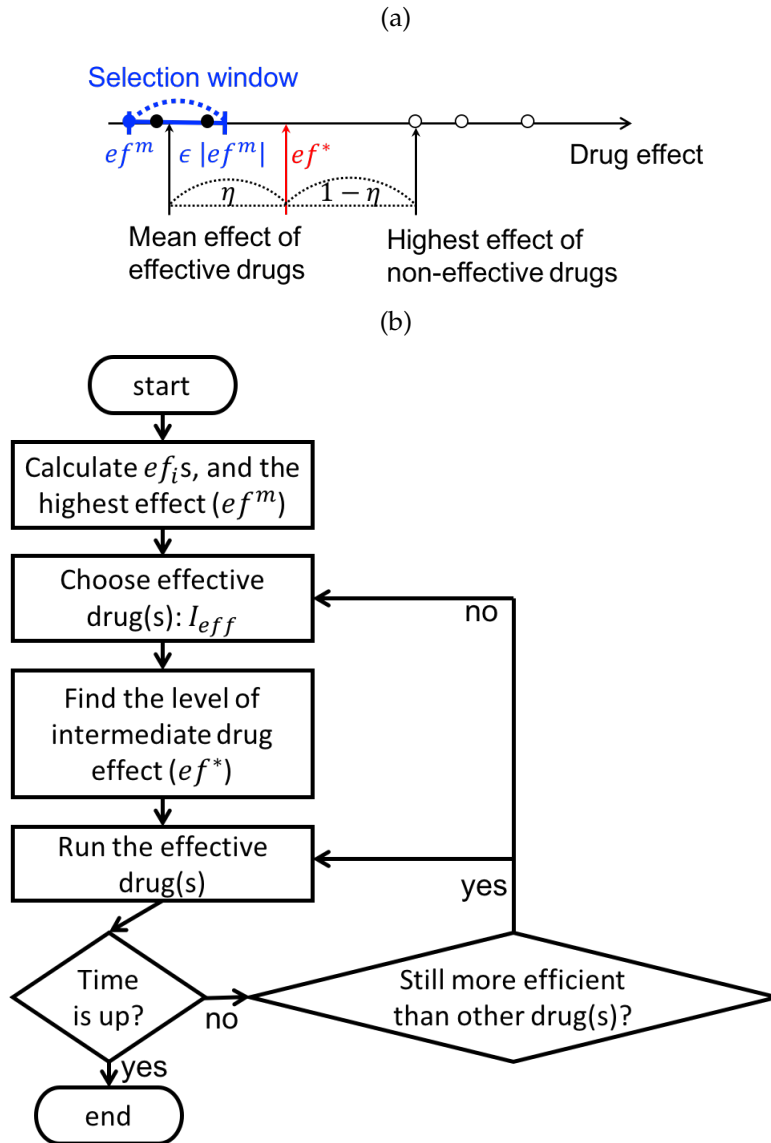 (a)
Selection window
ef^m
ϵ |ef^m|
ef*
Drug effect
η
1 − η
Mean effect of
effective drugs
Highest effect of
non-effective drugs
(b)
start
Calculate ef_i s, and the
highest effect (ef^m)
Choose effective
drug(s): I_eff
no
Find the level of
intermediate drug
effect (ef*)
Run the effective
drug(s)
yes
Time
is up?
no
Still more efficient
than other drug(s)?
yes
end